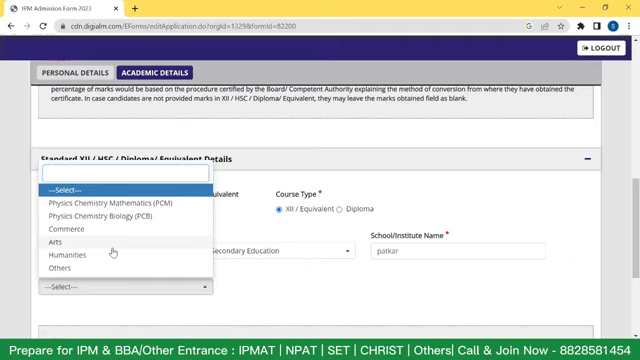 IPM Admission Form 2023
cdn.digialm.com/EForms/editApplication.do?orgId=1329&formId=82200
S
LOGOUT
PERSONAL DETAILS
ACADEMIC DETAILS
percentage of marks would be based on the procedure certified by the Board/ Competent Authority explaining the method of conversion from where they have obtained the
certificate. In case candidates are not provided marks in XII / HSC / Diploma / Equivalent, they may leave the marks obtained field as blank.
Standard XII / HSC / Diploma/ Equivalent Details
---Select---
Physics Chemistry Mathematics (PCM)
Physics Chemistry Biology (PCB)
Commerce
Arts
Humanities
Others
quivalent
Course Type *
XII / Equivalent
Diploma
School/Institute Name *
Secondary Education
patkar
---Select---
Prepare for IPM & BBA/Other Entrance : IPMAT | NPAT | SET | CHRIST | Others| Call & Join Now - 8828581454